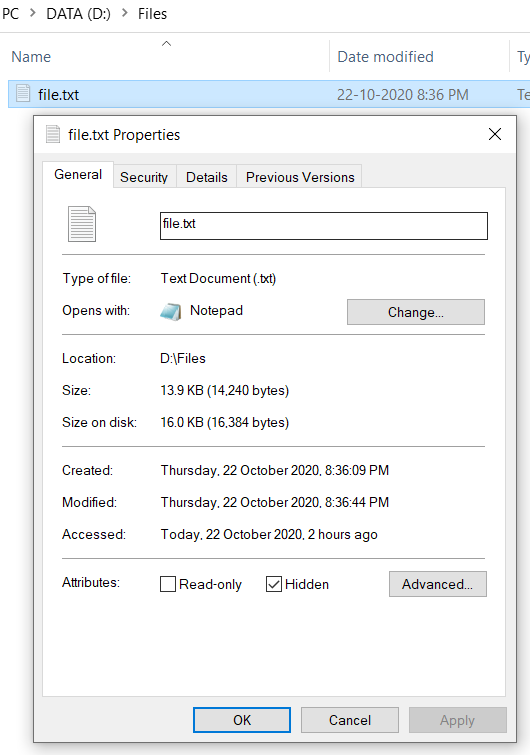 PC > DATA (D:) > Files
Name Date modified Ty
file.txt 22-10-2020 8:36 PM Te
file.txt Properties
General Security Details Previous Versions
file.txt
Type of file: Text Document (.txt)
Opens with: Notepad Change...
Location: D:\Files
Size: 13.9 KB (14,240 bytes)
Size on disk: 16.0 KB (16,384 bytes)
Created: Thursday, 22 October 2020, 8:36:09 PM
Modified: Thursday, 22 October 2020, 8:36:44 PM
Accessed: Today, 22 October 2020, 2 hours ago
Attributes: Read-only Hidden Advanced...
OK Cancel Apply